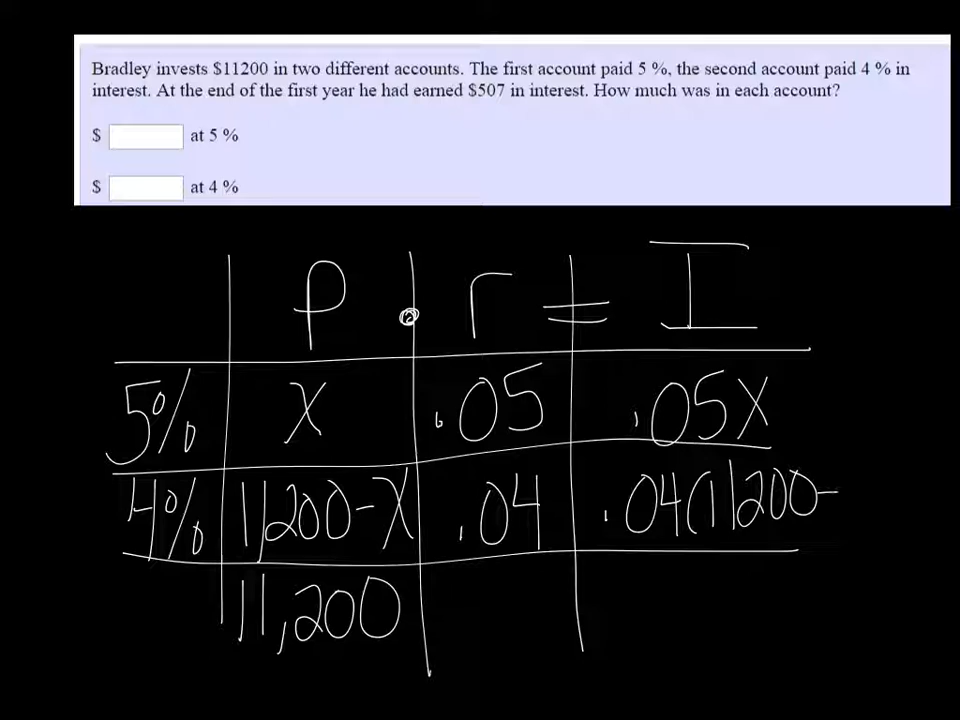 Bradley invests $11200 in two different accounts. The first account paid 5 %, the second account paid 4 % in
interest. At the end of the first year he had earned $507 in interest. How much was in each account?
$ at 5 %
$ at 4 %
P · r = I
5% x .05 .05x
4% 11,200-x .04 .04(11200-
11,200